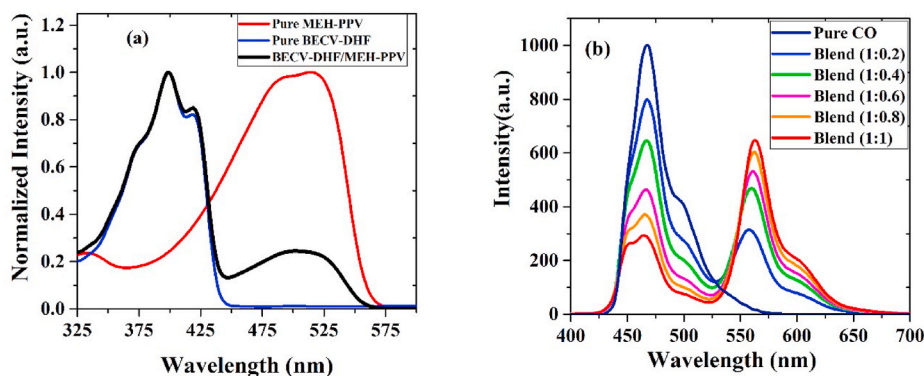 (a)
Pure MEH-PPV
Pure BECV-DHF
BECV-DHF/MEH-PPV
Normalized Intensity (a.u.)
1.2
1.0
0.8
0.6
0.4
0.2
0.0
325 375 425 475 525 575
Wavelength (nm)
(b)
Pure CO
Blend (1:0.2)
Blend (1:0.4)
Blend (1:0.6)
Blend (1:0.8)
Blend (1:1)
Intensity(a.u.)
1000
800
600
400
200
0
400 450 500 550 600 650 700
Wavelength (nm)